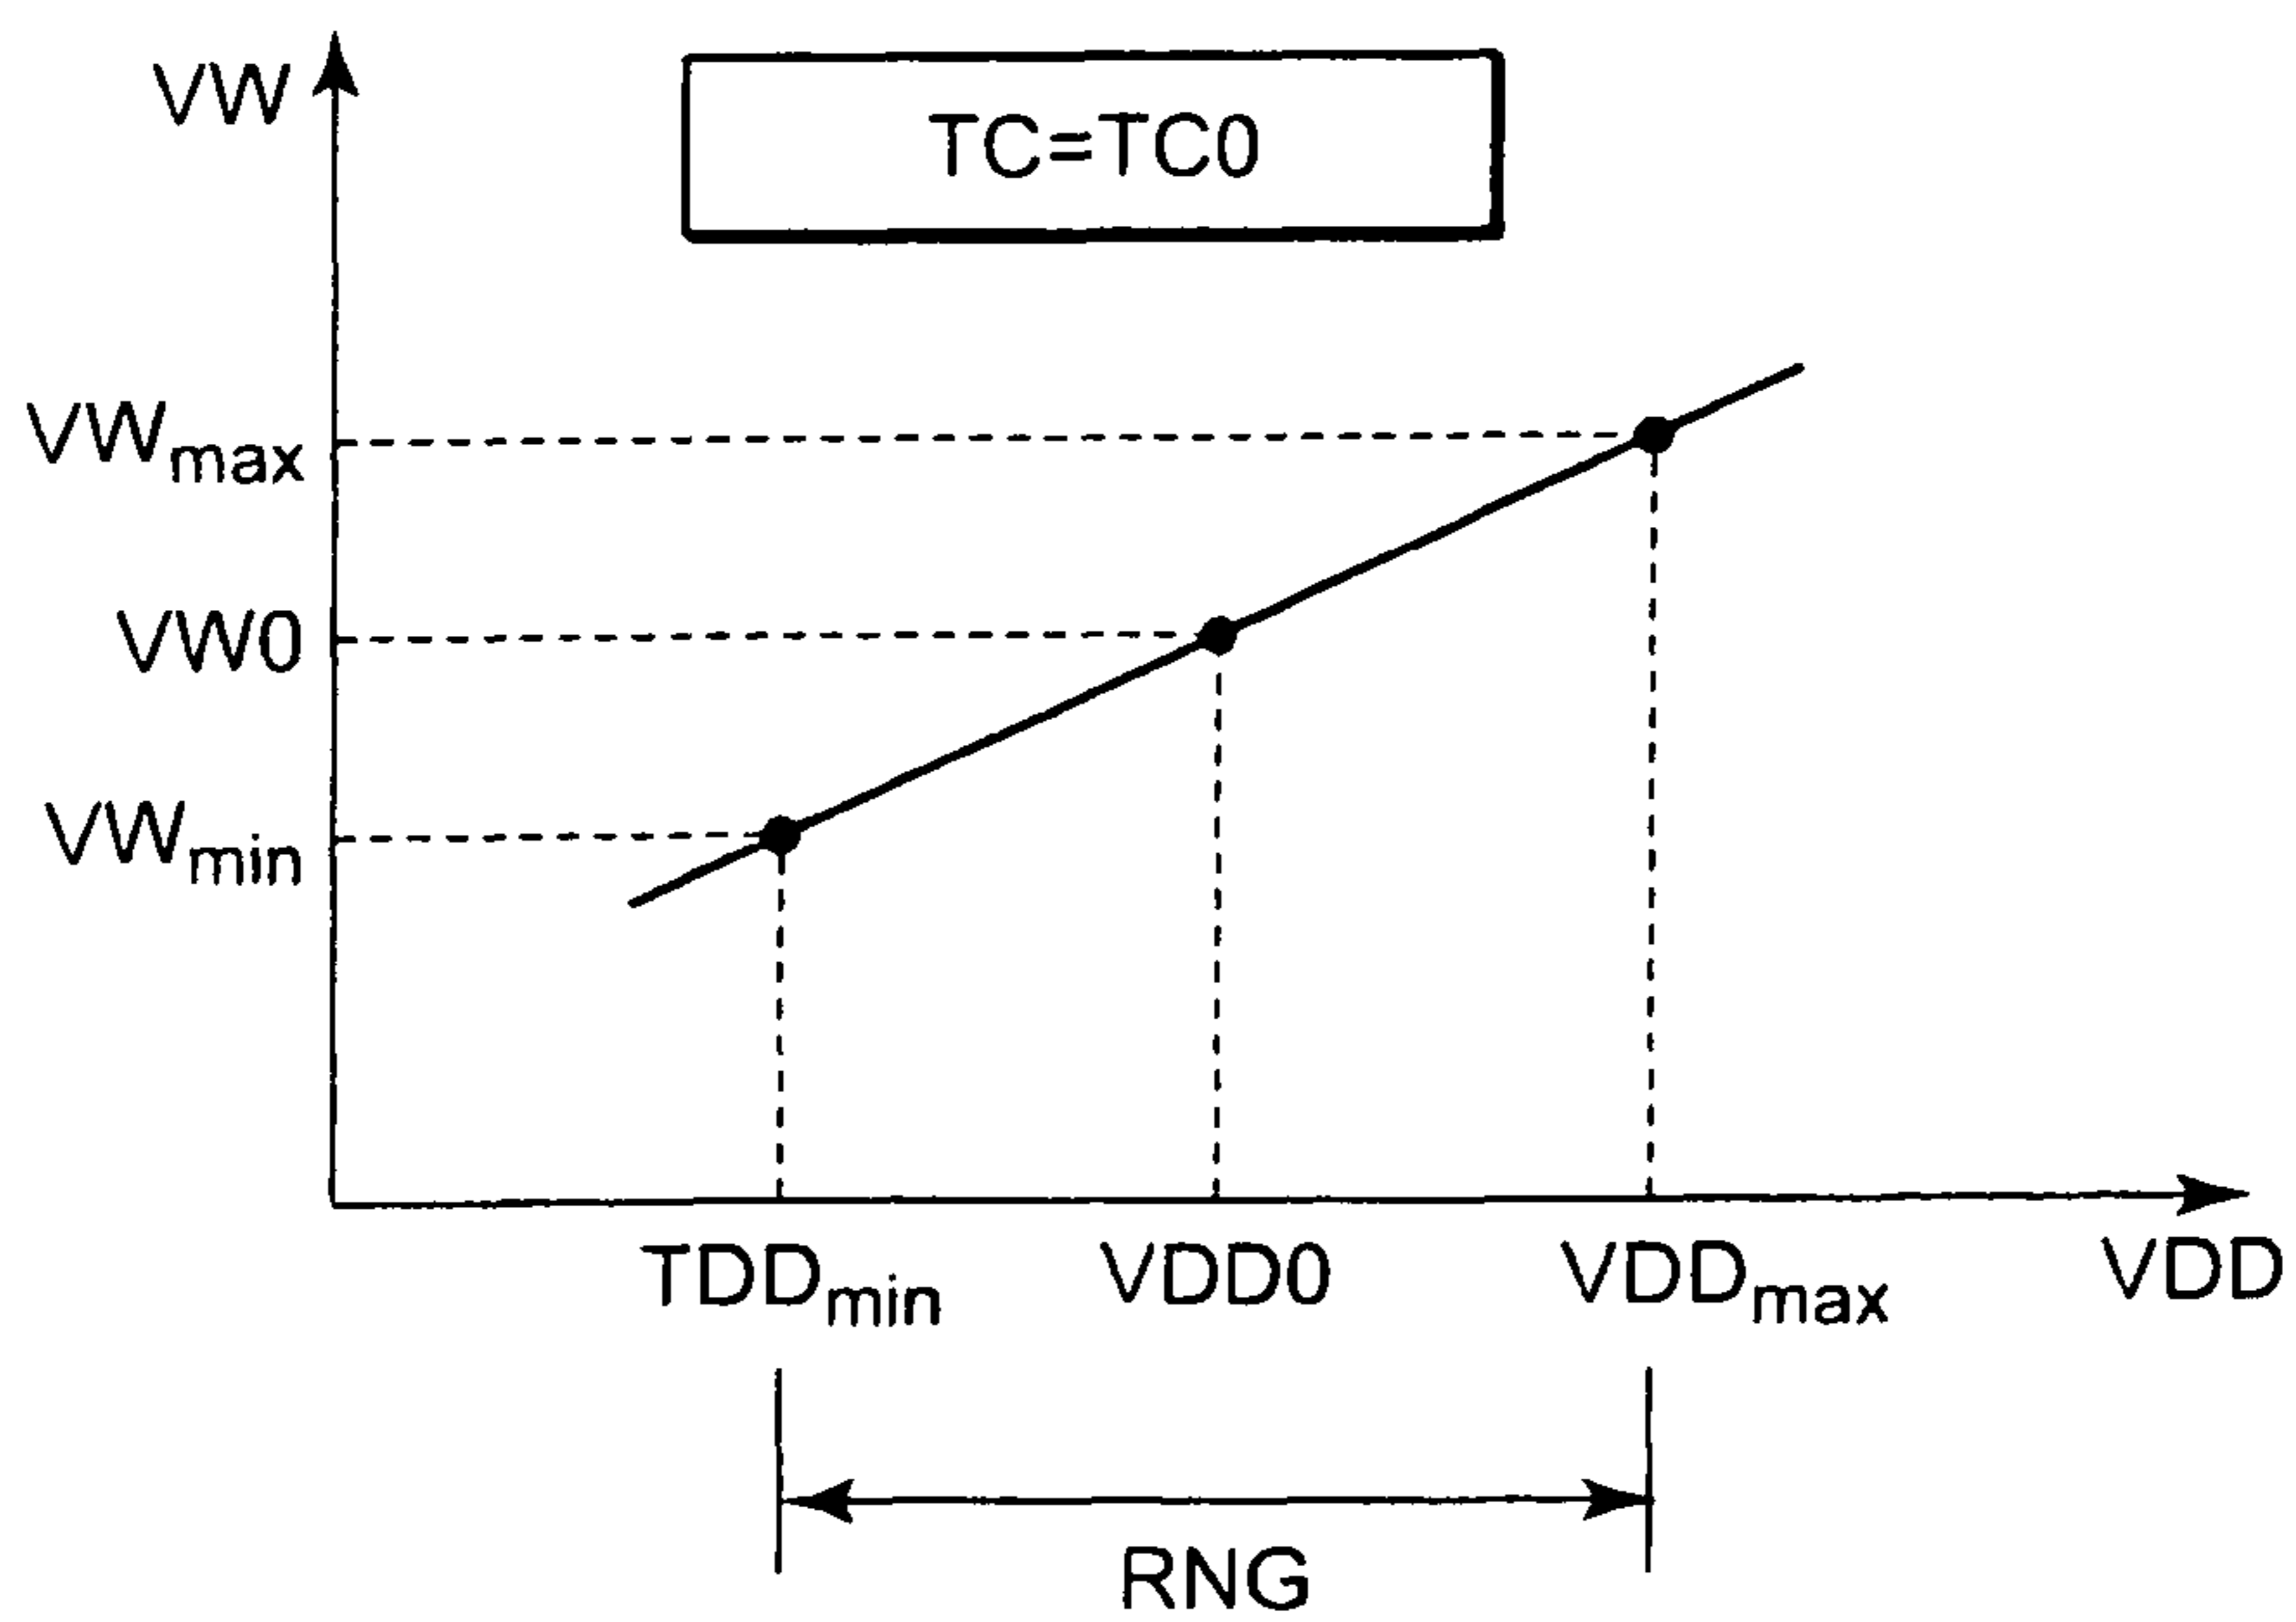 VW
TC=TC0
VWmax
VW0
VWmin
TDDmin VDD0 VDDmax VDD
RNG